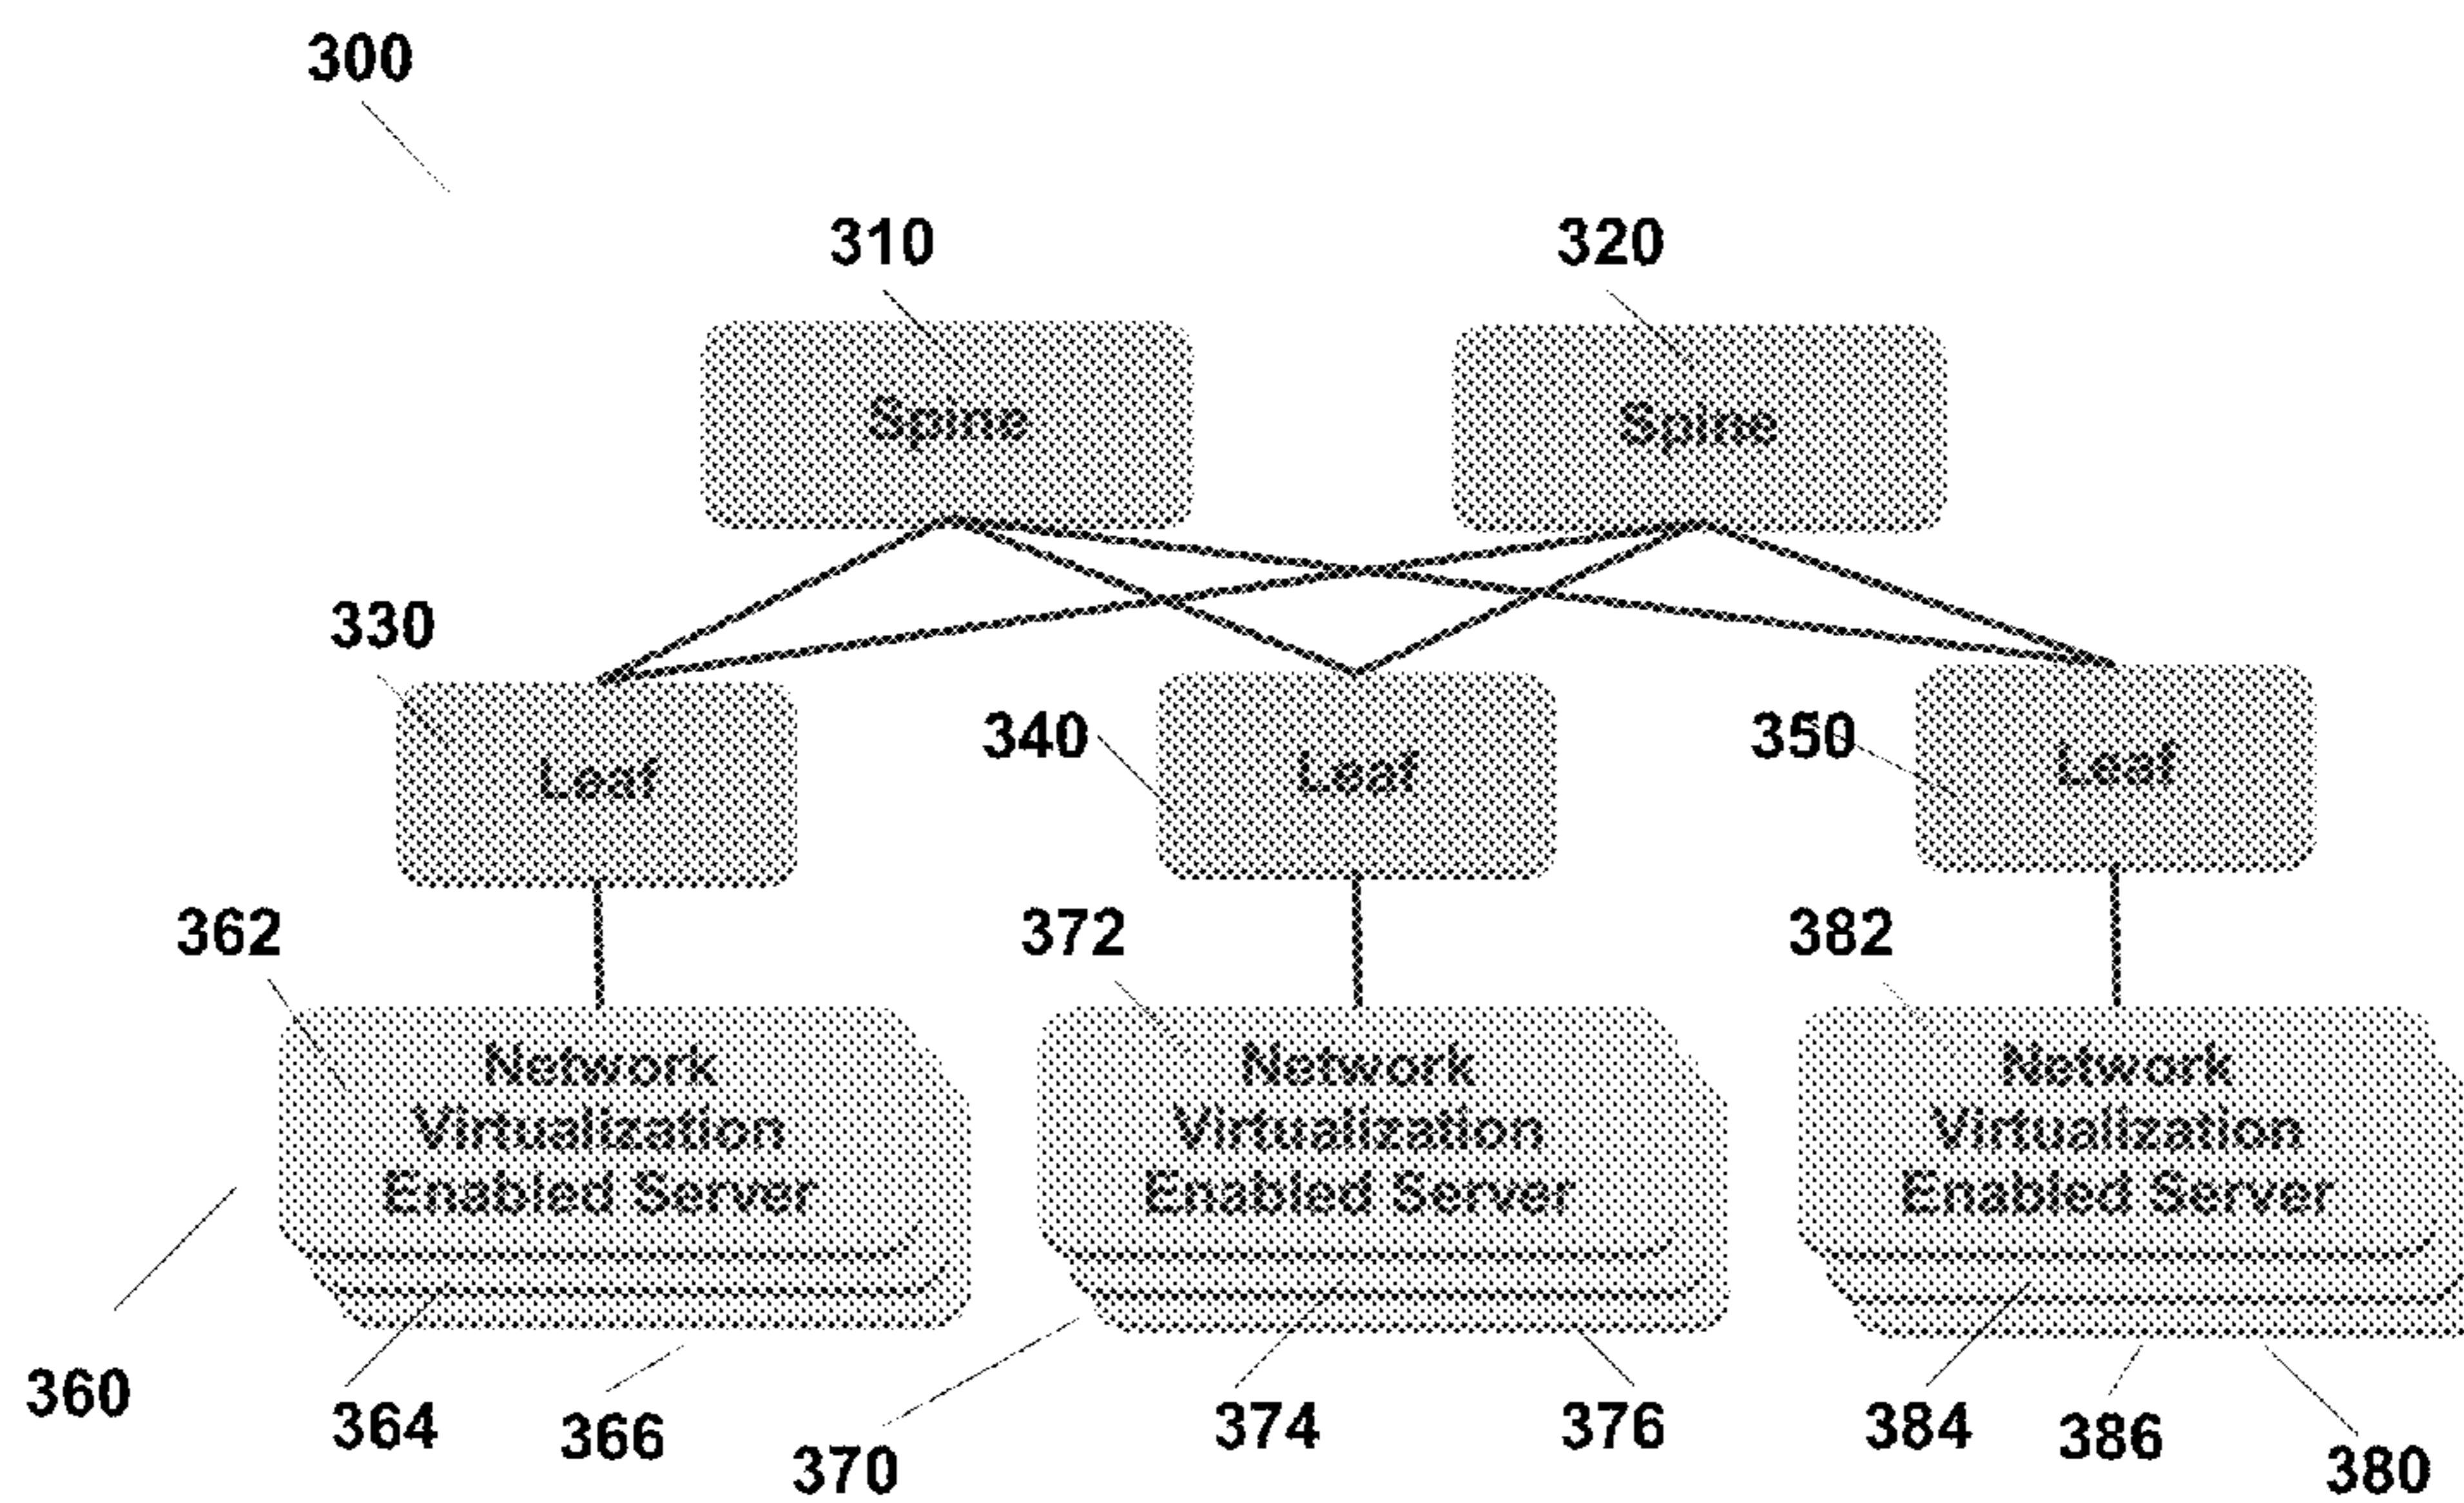 300
310
320
Spine
Spine
330
340
350
Leaf
Leaf
Leaf
362
372
382
Network
Virtualization
Enabled Server
Network
Virtualization
Enabled Server
Network
Virtualization
Enabled Server
360
364
366
370
374
376
384
386
380